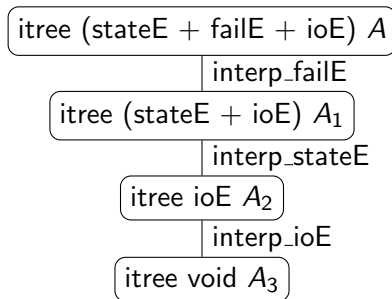 itree (stateE + failE + ioE) A
interp_failE
itree (stateE + ioE) A₁
interp_stateE
itree ioE A₂
interp_ioE
itree void A₃